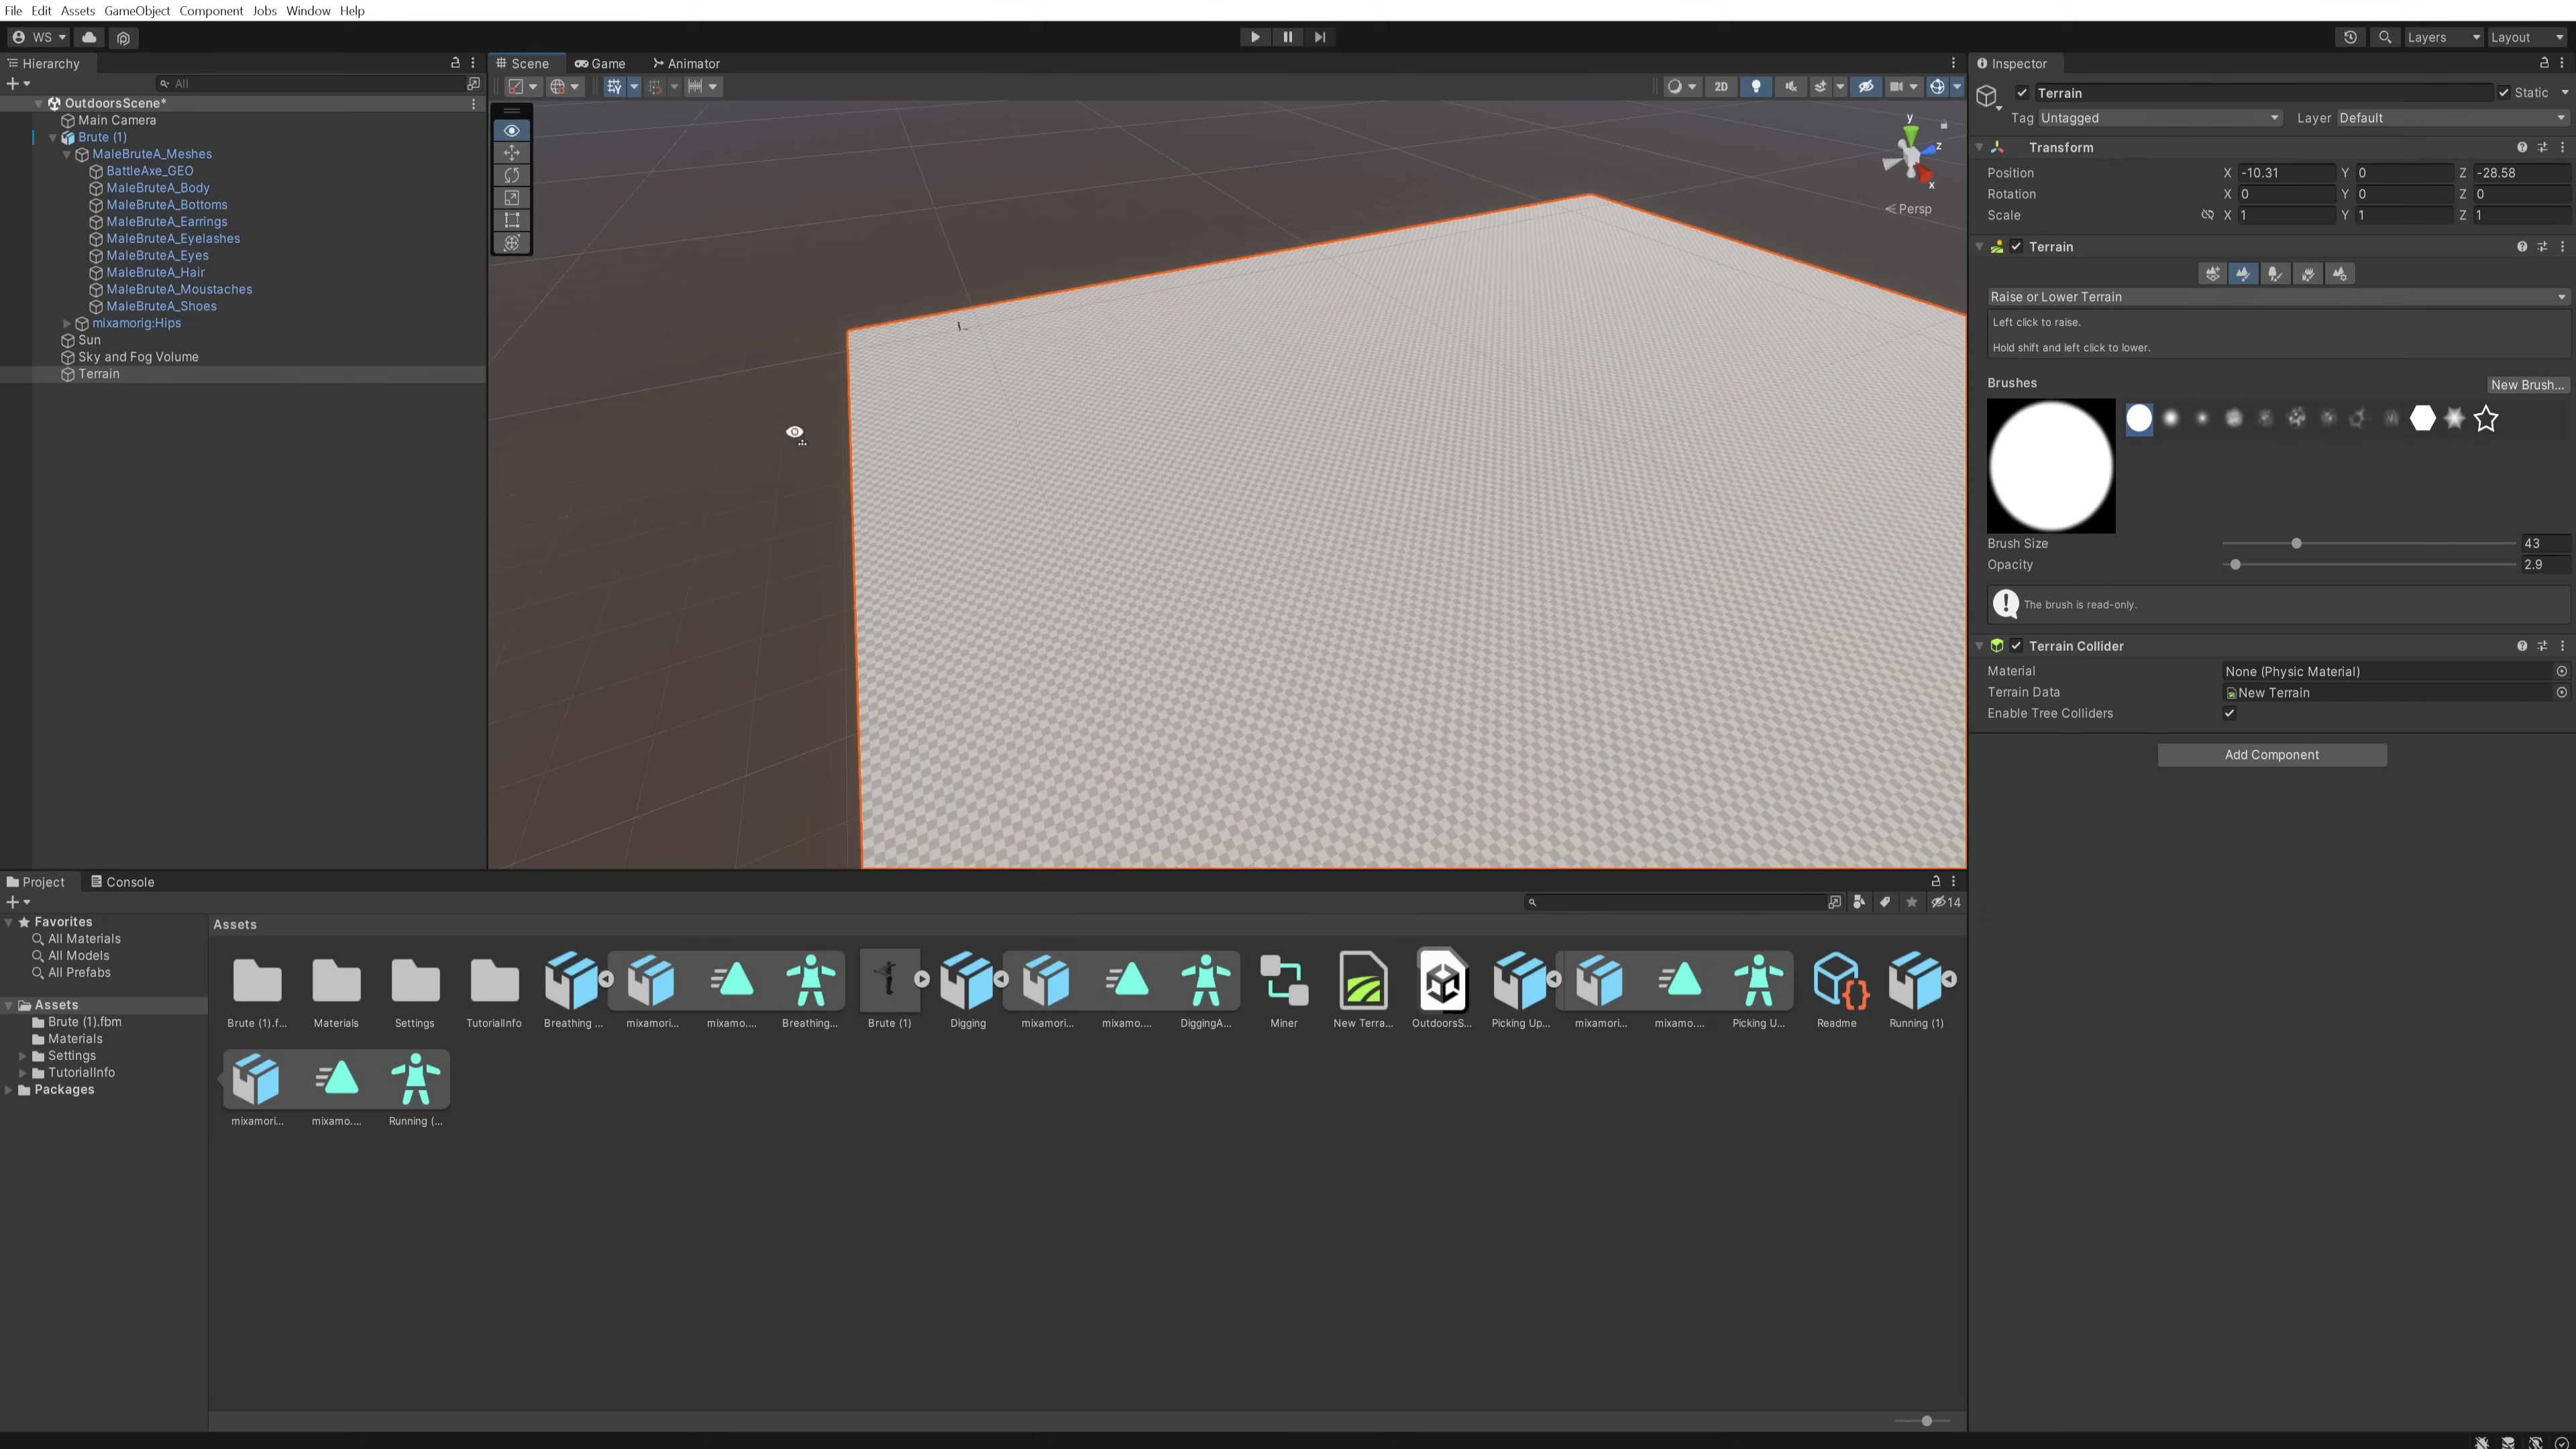 File Edit Assets GameObject Component Jobs Window Help
WS Layers Layout
Hierarchy
All
OutdoorsScene*
Main Camera
Brute (1)
MaleBruteA_Meshes
BattleAxe_GEO
MaleBruteA_Body
MaleBruteA_Bottoms
MaleBruteA_Earrings
MaleBruteA_Eyelashes
MaleBruteA_Eyes
MaleBruteA_Hair
MaleBruteA_Moustaches
MaleBruteA_Shoes
mixamorig:Hips
Sun
Sky and Fog Volume
Terrain
Scene Game Animator
2D
y
z
x
Persp
Inspector
Terrain Static
Tag Untagged Layer Default
Transform
Position X -10.31 Y 0 Z -28.58
Rotation X 0 Y 0 Z 0
Scale X 1 Y 1 Z 1
Terrain
Raise or Lower Terrain
Left click to raise.
Hold shift and left click to lower.
Brushes New Brush...
Brush Size 43
Opacity 2.9
The brush is read-only.
Terrain Collider
Material None (Physic Material)
Terrain Data New Terrain
Enable Tree Colliders
Add Component
Project Console
14
Favorites
All Materials
All Models
All Prefabs
Assets
Brute (1).fbm
Materials
Settings
TutorialInfo
Packages
Assets
Brute (1).f... Materials Settings TutorialInfo Breathing ... mixamori... mixamo.... Breathing... Brute (1) Digging mixamori... mixamo.... DiggingA... Miner New Terra... OutdoorsS... Picking Up... mixamori... mixamo.... Picking U... Readme Running (1)
mixamori... mixamo.... Running (...